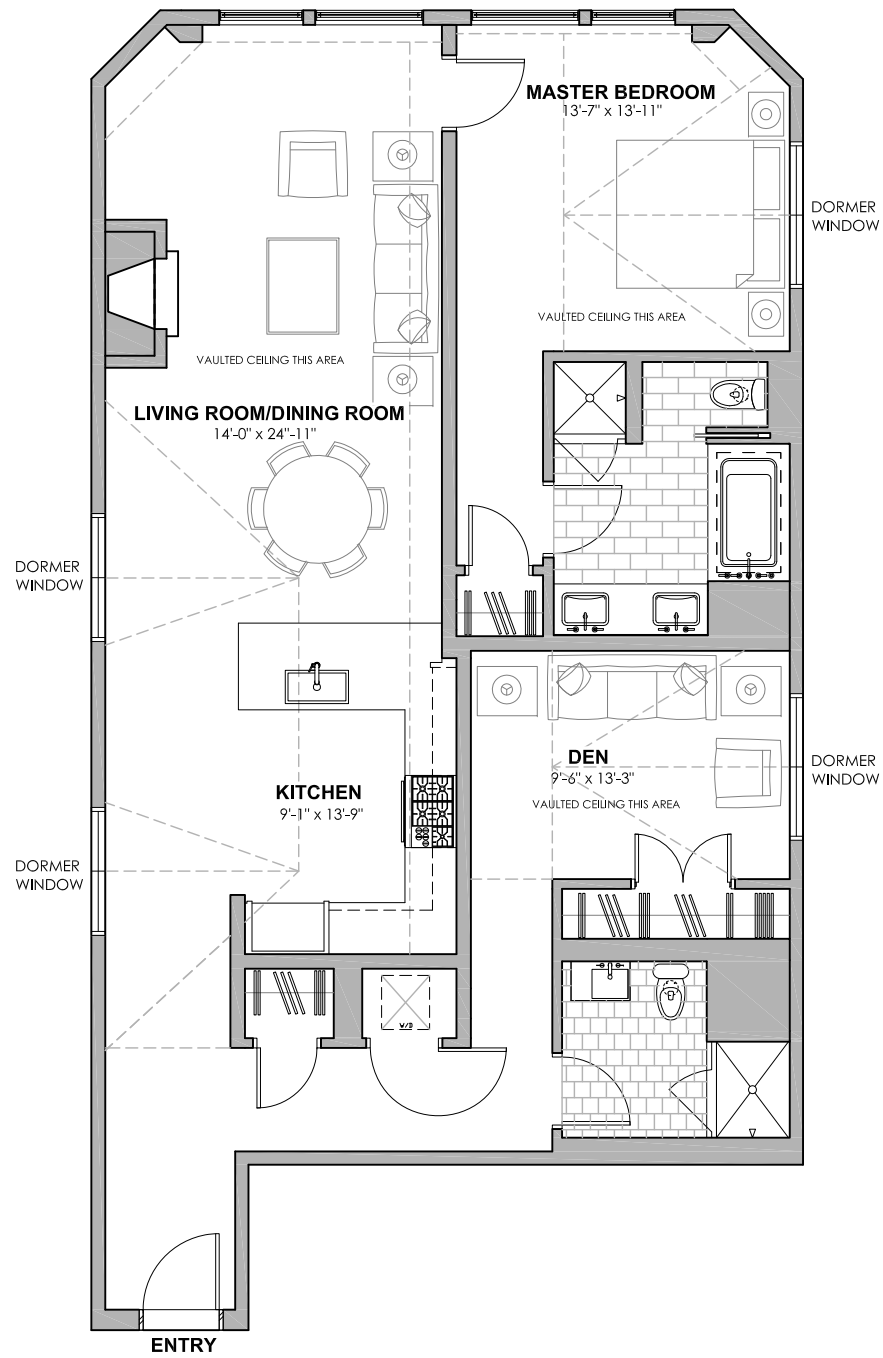 MASTER BEDROOM
13'-7" x 13'-11"
DORMER
WINDOW
VAULTED CEILING THIS AREA
VAULTED CEILING THIS AREA
LIVING ROOM/DINING ROOM
14'-0" x 24"-11"
DORMER
WINDOW
DEN
9'-6" x 13'-3"
VAULTED CEILING THIS AREA
DORMER
WINDOW
KITCHEN
9'-1" x 13'-9"
DORMER
WINDOW
W/D
ENTRY